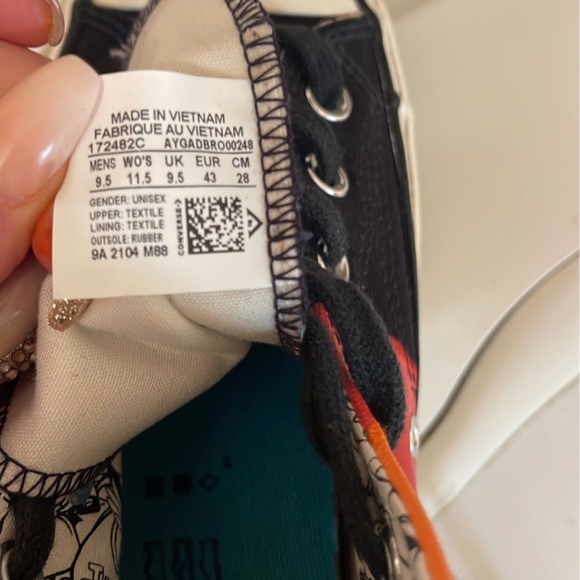 MADE IN VIETNAM
FABRIQUE AU VIETNAM
172482C AYGADBRO00248
MENS WO'S UK EUR CM
9.5 11.5 9.5 43 28
GENDER: UNISEX
UPPER: TEXTILE
LINING: TEXTILE
OUTSOLE: RUBBER
9A 2104 M88
CONVERSE